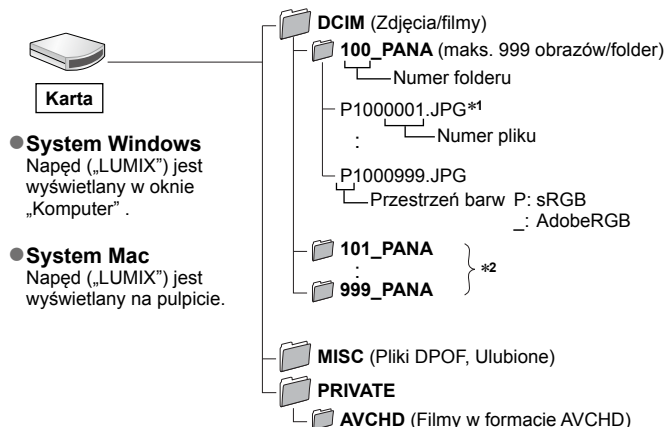 DCIM (Zdjęcia/filmy)
100_PANA (maks. 999 obrazów/folder)
Numer folderu
P1000001.JPG*1
Numer pliku
:
P1000999.JPG
Przestrzeń barw P: sRGB
_: AdobeRGB
101_PANA
:
*2
999_PANA
MISC (Pliki DPOF, Ulubione)
PRIVATE
AVCHD (Filmy w formacie AVCHD)
Karta
●System Windows
Napęd („LUMIX”) jest
wyświetlany w oknie
„Komputer” .
●System Mac
Napęd („LUMIX”) jest
wyświetlany na pulpicie.